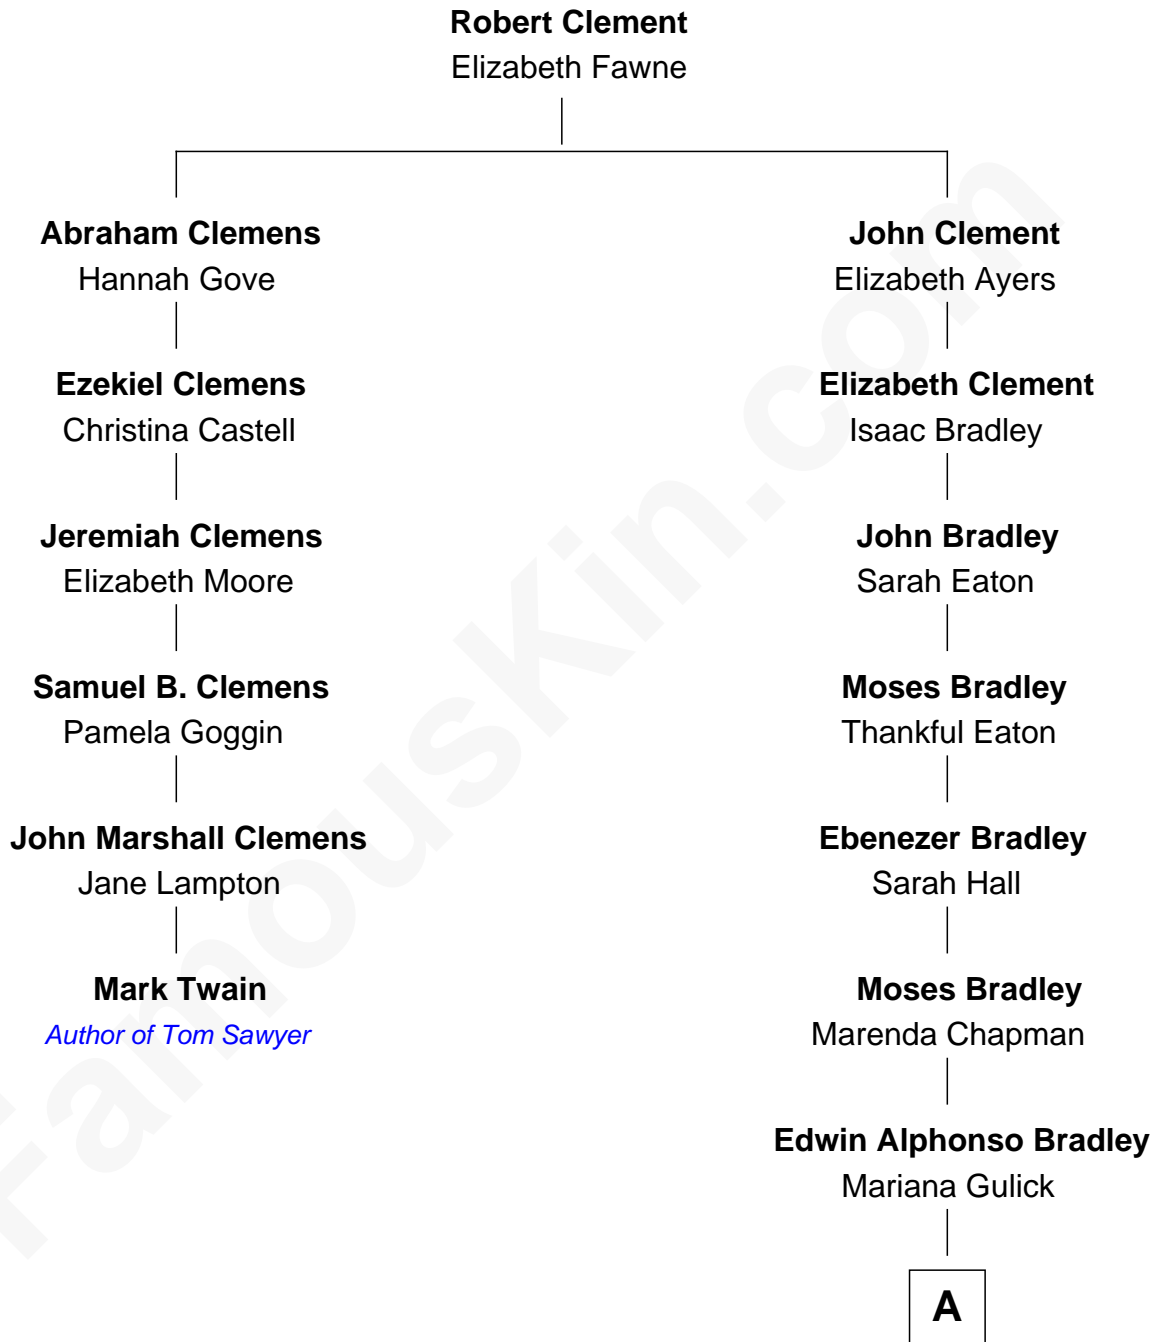 Robert Clement
Elizabeth Fawne
Abraham Clemens
Hannah Gove
John Clement
Elizabeth Ayers
Ezekiel Clemens
Christina Castell
Elizabeth Clement
Isaac Bradley
Jeremiah Clemens
Elizabeth Moore
John Bradley
Sarah Eaton
Samuel B. Clemens
Pamela Goggin
Moses Bradley
Thankful Eaton
John Marshall Clemens
Jane Lampton
Ebenezer Bradley
Sarah Hall
Mark Twain
Author of Tom Sawyer
Moses Bradley
Marenda Chapman
Edwin Alphonso Bradley
Mariana Gulick
A
FamousKin.com